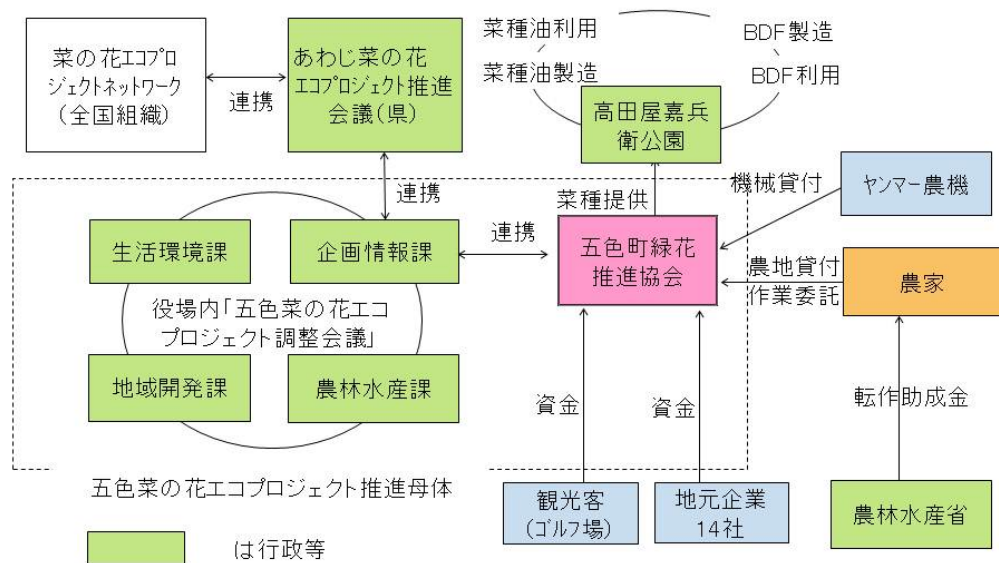 菜の花エコプロ
ジェクトネットワーク
(全国組織)
連携
あわじ菜の花
エコプロジェクト推進
会議(県)
菜種油利用
菜種油製造
BDF製造
BDF利用
高田屋嘉兵
衛公園
連携
菜種提供
機械貸付
ヤンマー農機
生活環境課
企画情報課
連携
五色町緑花
推進協会
農地貸付
作業委託
農家
役場内「五色菜の花エコ
プロジェクト調整会議」
地域開発課
農林水産課
資金
資金
転作助成金
五色菜の花エコプロジェクト推進母体
観光客
(ゴルフ場)
地元企業
14社
農林水産省
は行政等